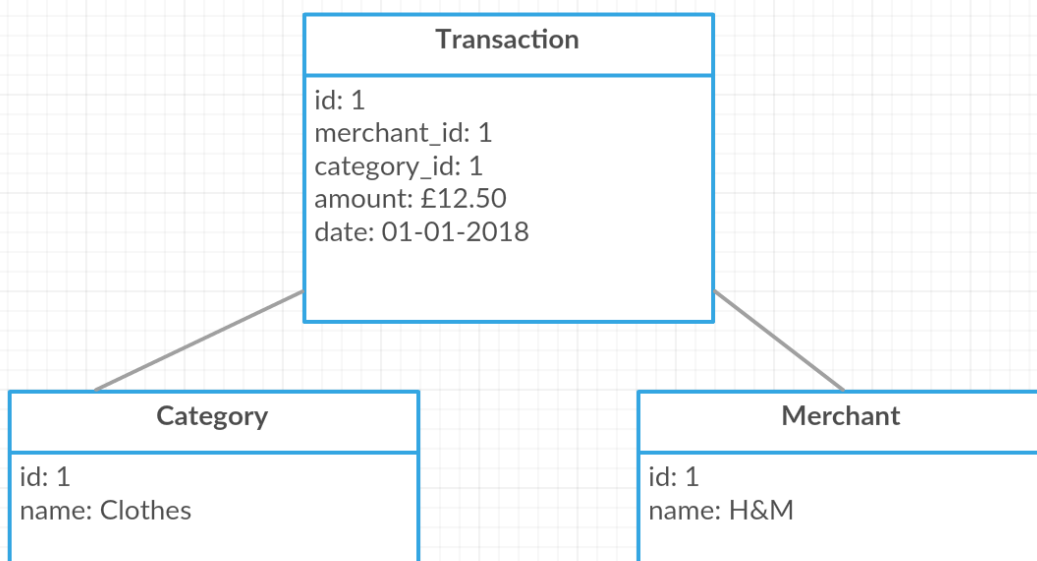 Transaction
id: 1
merchant_id: 1
category_id: 1
amount: £12.50
date: 01-01-2018
Category
id: 1
name: Clothes
Merchant
id: 1
name: H&M